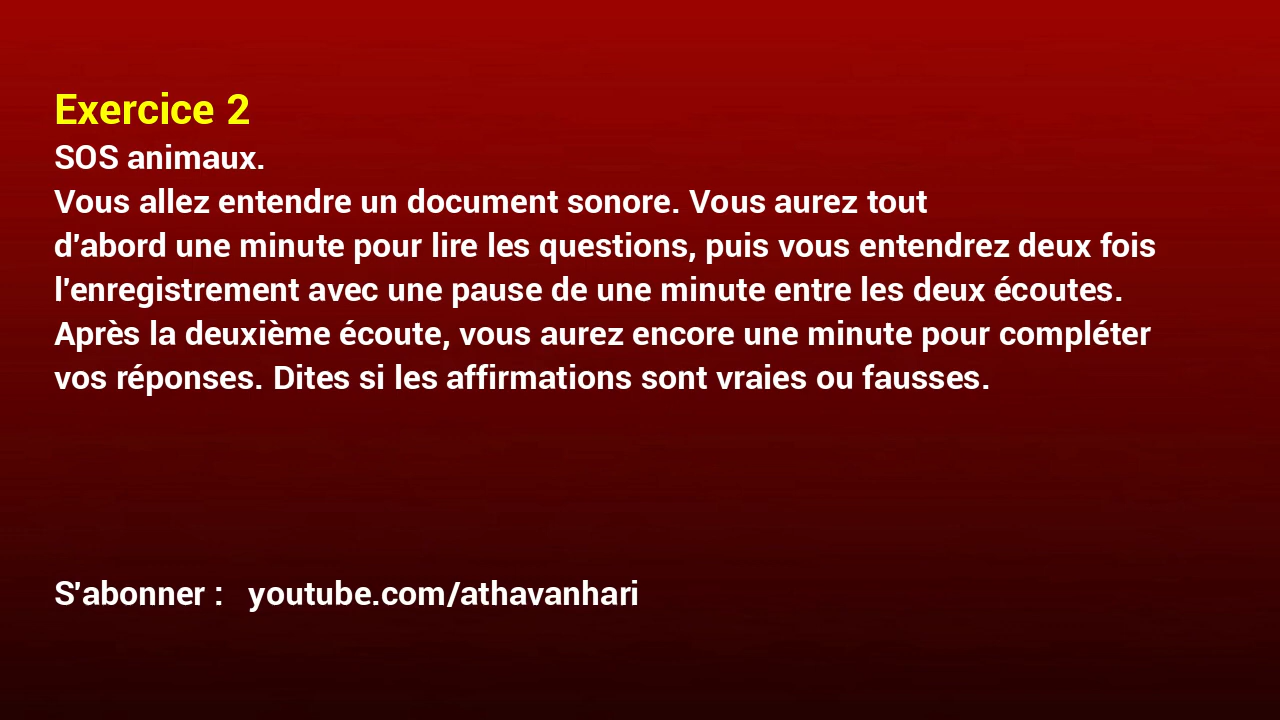 Exercice 2
SOS animaux.
Vous allez entendre un document sonore. Vous aurez tout
d'abord une minute pour lire les questions, puis vous entendrez deux fois
l'enregistrement avec une pause de une minute entre les deux écoutes.
Après la deuxième écoute, vous aurez encore une minute pour compléter
vos réponses. Dites si les affirmations sont vraies ou fausses.
S'abonner : youtube.com/athavanhari